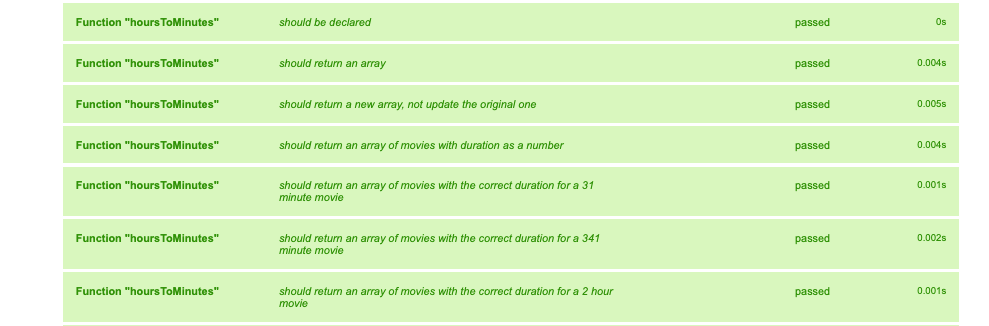 Function "hoursToMinutes" should be declared passed 0s
Function "hoursToMinutes" should return an array passed 0.004s
Function "hoursToMinutes" should return a new array, not update the original one passed 0.005s
Function "hoursToMinutes" should return an array of movies with duration as a number passed 0.004s
Function "hoursToMinutes" should return an array of movies with the correct duration for a 31 passed 0.001s
minute movie
Function "hoursToMinutes" should return an array of movies with the correct duration for a 341 passed 0.002s
minute movie
Function "hoursToMinutes" should return an array of movies with the correct duration for a 2 hour passed 0.001s
movie